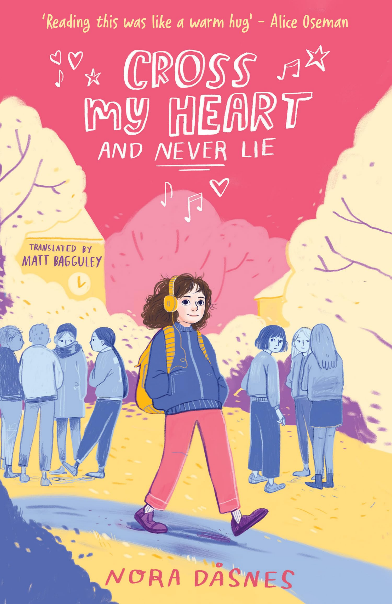 'Reading this was like a warm hug' – Alice Oseman
CROSS
MY HEART
AND NEVER LIE
TRANSLATED BY
MATT BAGGULEY
NORA DÅSNES